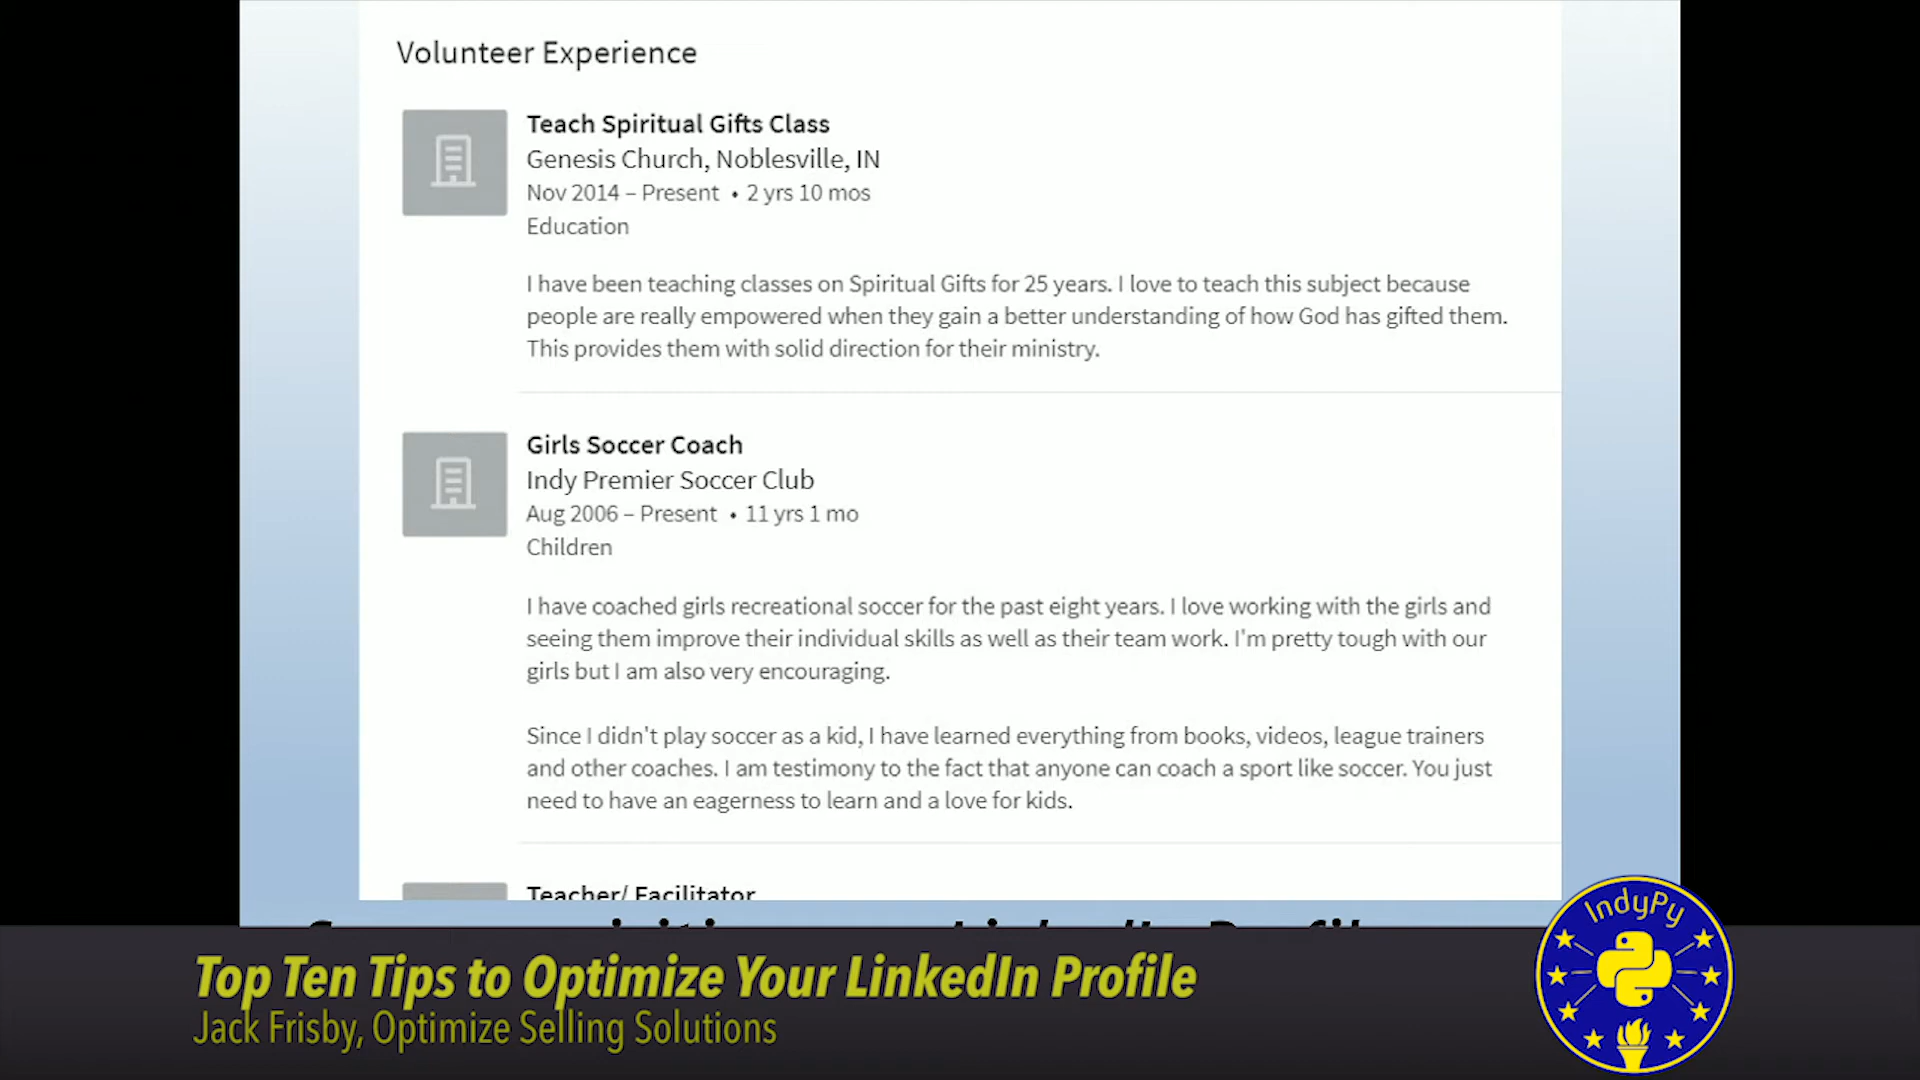 Volunteer Experience
Teach Spiritual Gifts Class
Genesis Church, Noblesville, IN
Nov 2014 – Present • 2 yrs 10 mos
Education
I have been teaching classes on Spiritual Gifts for 25 years. I love to teach this subject because
people are really empowered when they gain a better understanding of how God has gifted them.
This provides them with solid direction for their ministry.
Girls Soccer Coach
Indy Premier Soccer Club
Aug 2006 – Present • 11 yrs 1 mo
Children
I have coached girls recreational soccer for the past eight years. I love working with the girls and
seeing them improve their individual skills as well as their team work. I'm pretty tough with our
girls but I am also very encouraging.
Since I didn't play soccer as a kid, I have learned everything from books, videos, league trainers
and other coaches. I am testimony to the fact that anyone can coach a sport like soccer. You just
need to have an eagerness to learn and a love for kids.
Teacher/ Facilitator
Top Ten Tips to Optimize Your LinkedIn Profile
Jack Frisby, Optimize Selling Solutions
IndyPy